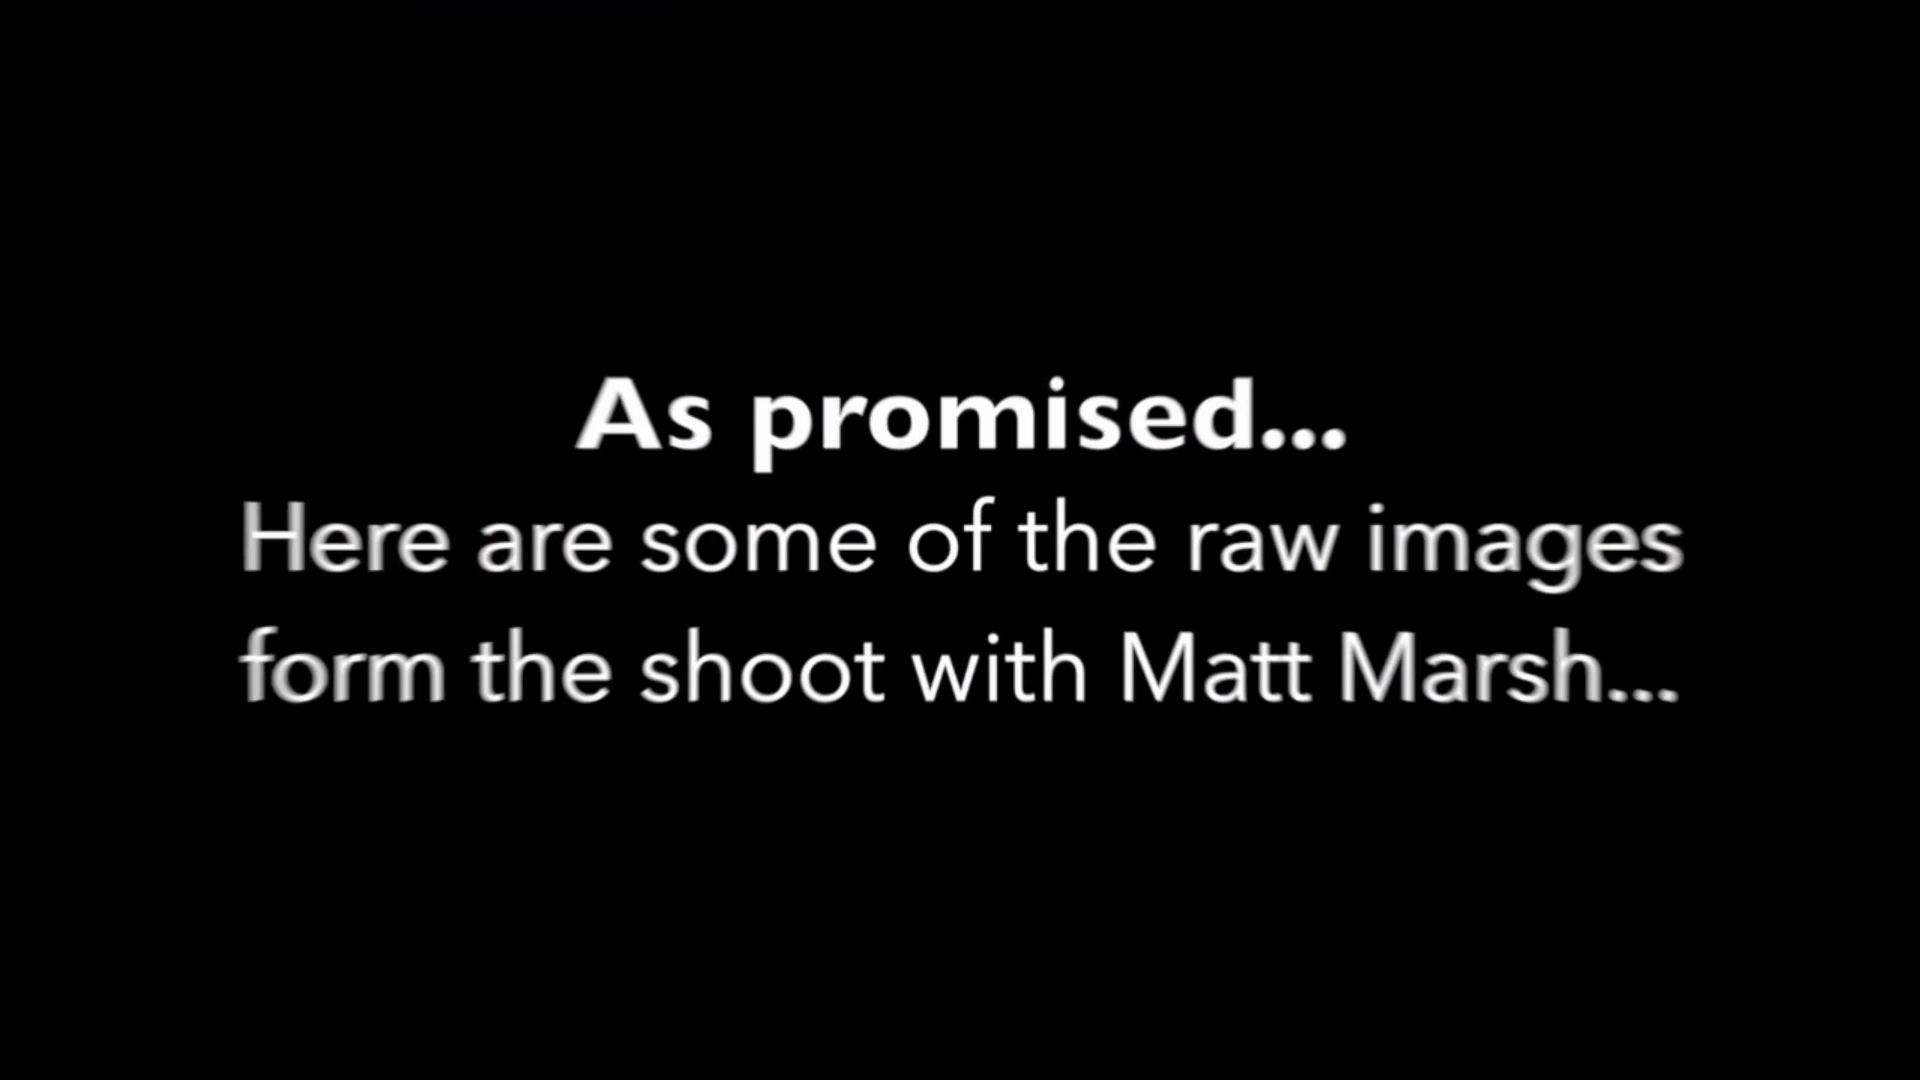 As promised...
Here are some of the raw images
form the shoot with Matt Marsh...